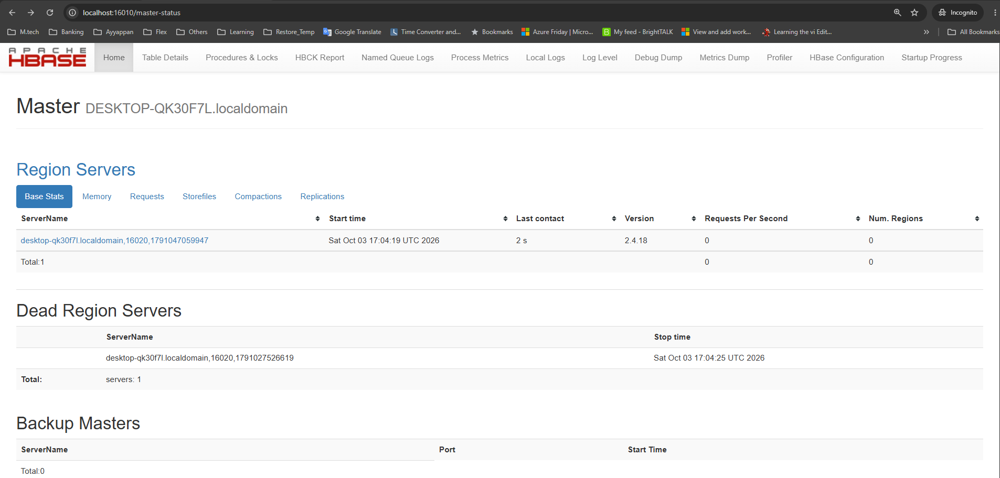 localhost:16010/master-status
Incognito
M.tech Banking Ayyappan Flex Others Learning Restore_Temp Google Translate Time Converter and... Bookmarks Azure Friday | Micro... My feed - BrightTALK View and add work... Learning the vi Edit... » All Bookmarks
APACHE
HBASE
Home Table Details Procedures & Locks HBCK Report Named Queue Logs Process Metrics Local Logs Log Level Debug Dump Metrics Dump Profiler HBase Configuration Startup Progress
Master DESKTOP-QK30F7L.localdomain
Region Servers
Base Stats Memory Requests Storefiles Compactions Replications
ServerName Start time Last contact Version Requests Per Second Num. Regions
desktop-qk30f7l.localdomain,16020,1791047059947 Sat Oct 03 17:04:19 UTC 2026 2 s 2.4.18 0 0
Total:1 0 0
Dead Region Servers
ServerName Stop time
desktop-qk30f7l.localdomain,16020,1791027526619 Sat Oct 03 17:04:25 UTC 2026
Total: servers: 1
Backup Masters
ServerName Port Start Time
Total:0